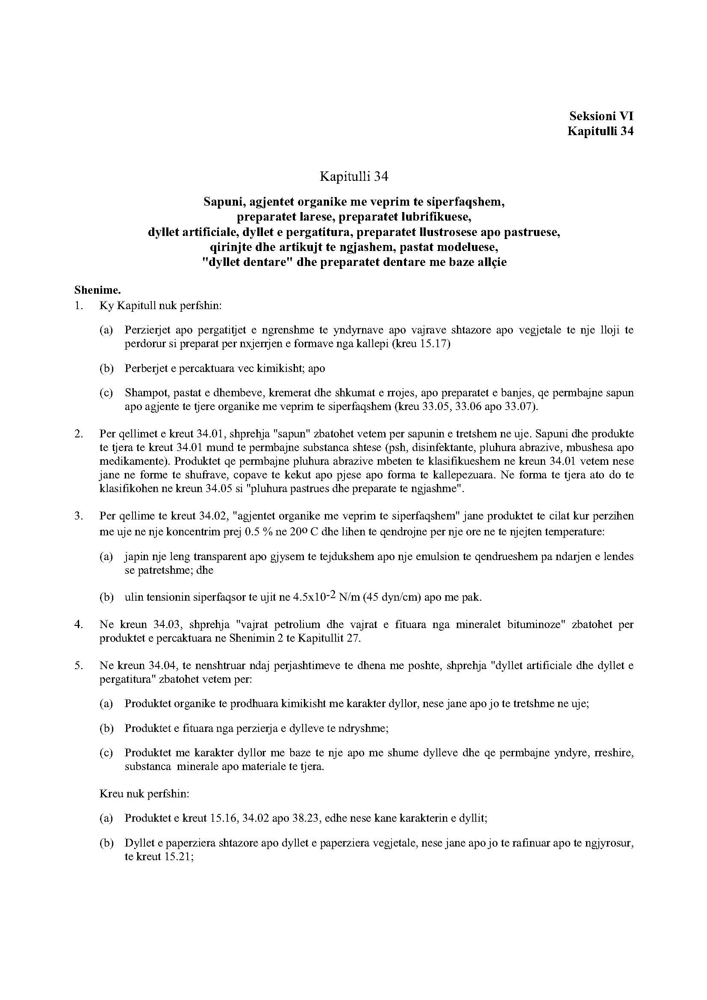 Seksioni VI
Kapitulli 34
Kapitulli 34
Sapuni, agjentet organike me veprim te siperfaqshem,
preparatet larese, preparatet lubrifikuese,
dyllet artificiale, dyllet e pergatitura, preparatet llustrosese apo pastruese,
qirinjte dhe artikujt te ngjashem, pastat modeluese,
"dyllet dentare" dhe preparatet dentare me baze allçie
Shenime.
1. Ky Kapitull nuk perfshin:
(a) Perzierjet apo pergatitjet e ngrenshme te yndyrnave apo vajrave shtazore apo vegjetale te nje lloji te
perdorur si preparat per nxjerrjen e formave nga kallepi (kreu 15.17)
(b) Perberjet e percaktuara vec kimikisht; apo
(c) Shampot, pastat e dhembeve, kremerat dhe shkumat e rrojes, apo preparatet e banjes, qe permbajne sapun
apo agjente te tjere organike me veprim te siperfaqshem (kreu 33.05, 33.06 apo 33.07).
2. Per qellimet e kreut 34.01, shprehja "sapun" zbatohet vetem per sapunin e tretshem ne uje. Sapuni dhe produkte
te tjera te kreut 34.01 mund te permbajne substanca shtese (psh, disinfektante, pluhura abrazive, mbushesa apo
medikamente). Produktet qe permbajne pluhura abrazive mbeten te klasifikueshem ne kreun 34.01 vetem nese
jane ne forme te shufrave, copave te kekut apo pjese apo forma te kallepezuara. Ne forma te tjera ato do te
klasifikohen ne kreun 34.05 si "pluhura pastrues dhe preparate te ngjashme".
3. Per qellime te kreut 34.02, "agjentet organike me veprim te siperfaqshem" jane produktet te cilat kur perzihen
me uje ne nje koncentrim prej 0.5 % ne 20º C dhe lihen te qendrojne per nje ore ne te njejten temperature:
(a) japin nje leng transparent apo gjysem te tejdukshem apo nje emulsion te qendrueshem pa ndarjen e lendes
se patretshme; dhe
(b) ulin tensionin siperfaqsor te ujit ne 4.5x10-2 N/m (45 dyn/cm) apo me pak.
4. Ne kreun 34.03, shprehja "vajrat petrolium dhe vajrat e fituara nga mineralet bituminoze" zbatohet per
produktet e percaktuara ne Shenimin 2 te Kapitullit 27.
5. Ne kreun 34.04, te nenshtruar ndaj perjashtimeve te dhena me poshte, shprehja "dyllet artificiale dhe dyllet e
pergatitura" zbatohet vetem per:
(a) Produktet organike te prodhuara kimikisht me karakter dyllor, nese jane apo jo te tretshme ne uje;
(b) Produktet e fituara nga perzierja e dylleve te ndryshme;
(c) Produktet me karakter dyllor me baze te nje apo me shume dylleve dhe qe permbajne yndyre, rreshire,
substanca minerale apo materiale te tjera.
Kreu nuk perfshin:
(a) Produktet e kreut 15.16, 34.02 apo 38.23, edhe nese kane karakterin e dyllit;
(b) Dyllet e paperziera shtazore apo dyllet e paperziera vegjetale, nese jane apo jo te rafinuar apo te ngjyrosur,
te kreut 15.21;